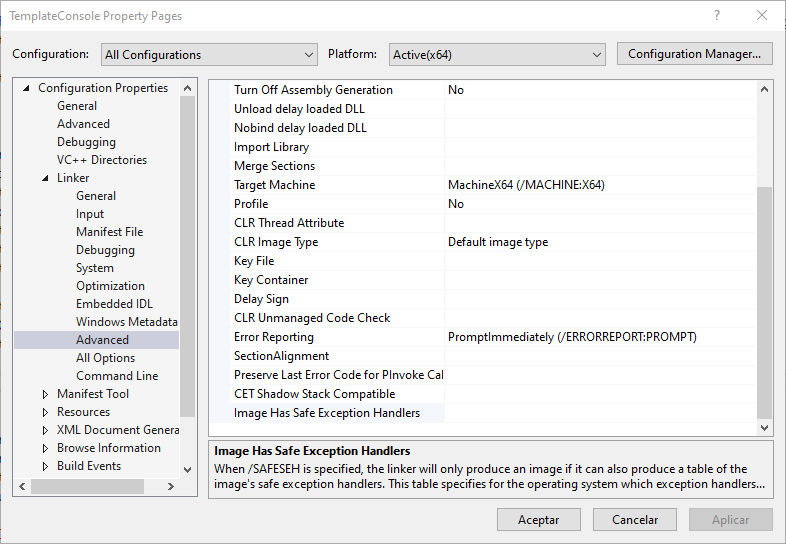 TemplateConsole Property Pages
Configuration: All Configurations Platform: Active(x64) Configuration Manager...
Configuration Properties
General
Advanced
Debugging
VC++ Directories
Linker
General
Input
Manifest File
Debugging
System
Optimization
Embedded IDL
Windows Metadata
Advanced
All Options
Command Line
Manifest Tool
Resources
XML Document Genera
Browse Information
Build Events
Turn Off Assembly Generation No
Unload delay loaded DLL
Nobind delay loaded DLL
Import Library
Merge Sections
Target Machine MachineX64 (/MACHINE:X64)
Profile No
CLR Thread Attribute
CLR Image Type Default image type
Key File
Key Container
Delay Sign
CLR Unmanaged Code Check
Error Reporting PromptImmediately (/ERRORREPORT:PROMPT)
SectionAlignment
Preserve Last Error Code for PInvoke Cal
CET Shadow Stack Compatible
Image Has Safe Exception Handlers
Image Has Safe Exception Handlers
When /SAFESEH is specified, the linker will only produce an image if it can also produce a table of the
image's safe exception handlers. This table specifies for the operating system which exception handlers...
Aceptar Cancelar Aplicar